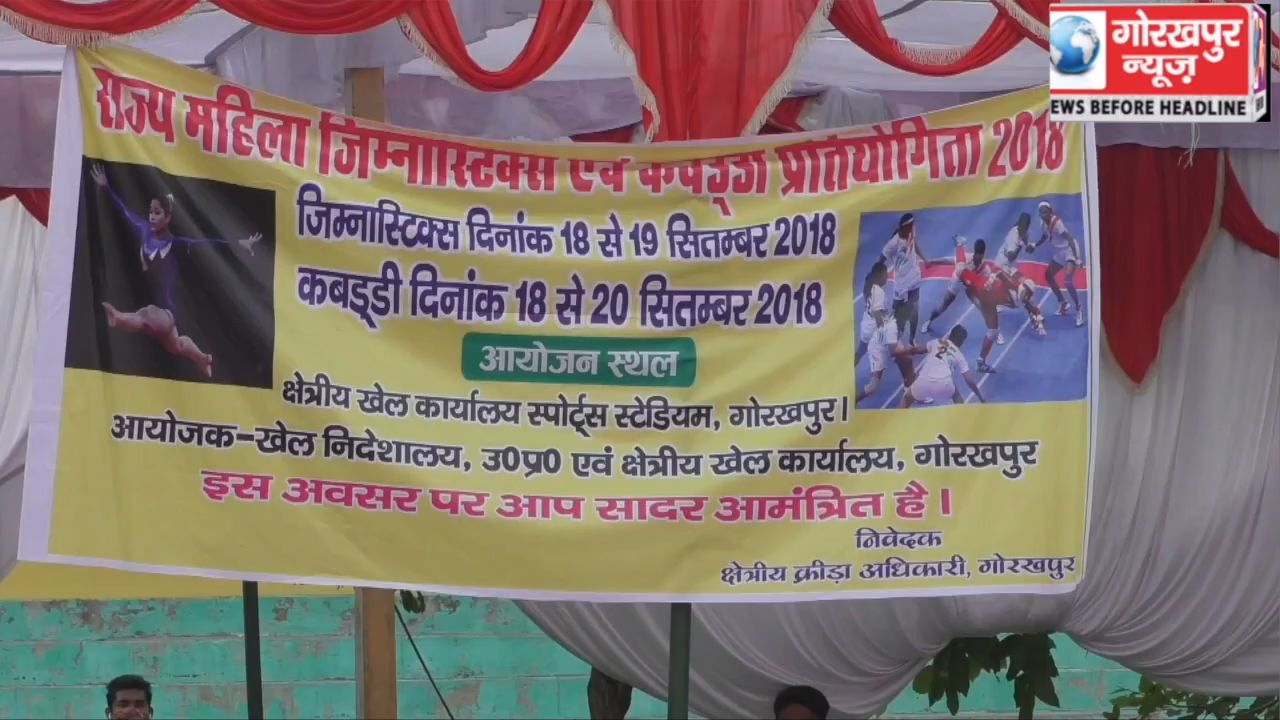 गोरखपुर
न्यूज़
EWS BEFORE HEADLINE
राज्य महिला जिम्नास्टिक्स एवं कबड्डी प्रतियोगिता 2018
जिम्नास्टिक्स दिनांक 18 से 19 सितम्बर 2018
कबड्डी दिनांक 18 से 20 सितम्बर 2018
आयोजन स्थल
क्षेत्रीय खेल कार्यालय स्पोर्ट्स स्टेडियम, गोरखपुर।
आयोजक-खेल निदेशालय, उ0प्र0 एवं क्षेत्रीय खेल कार्यालय, गोरखपुर
इस अवसर पर आप सादर आमंत्रित है।
निवेदक
क्षेत्रीय क्रीड़ा अधिकारी, गोरखपुर